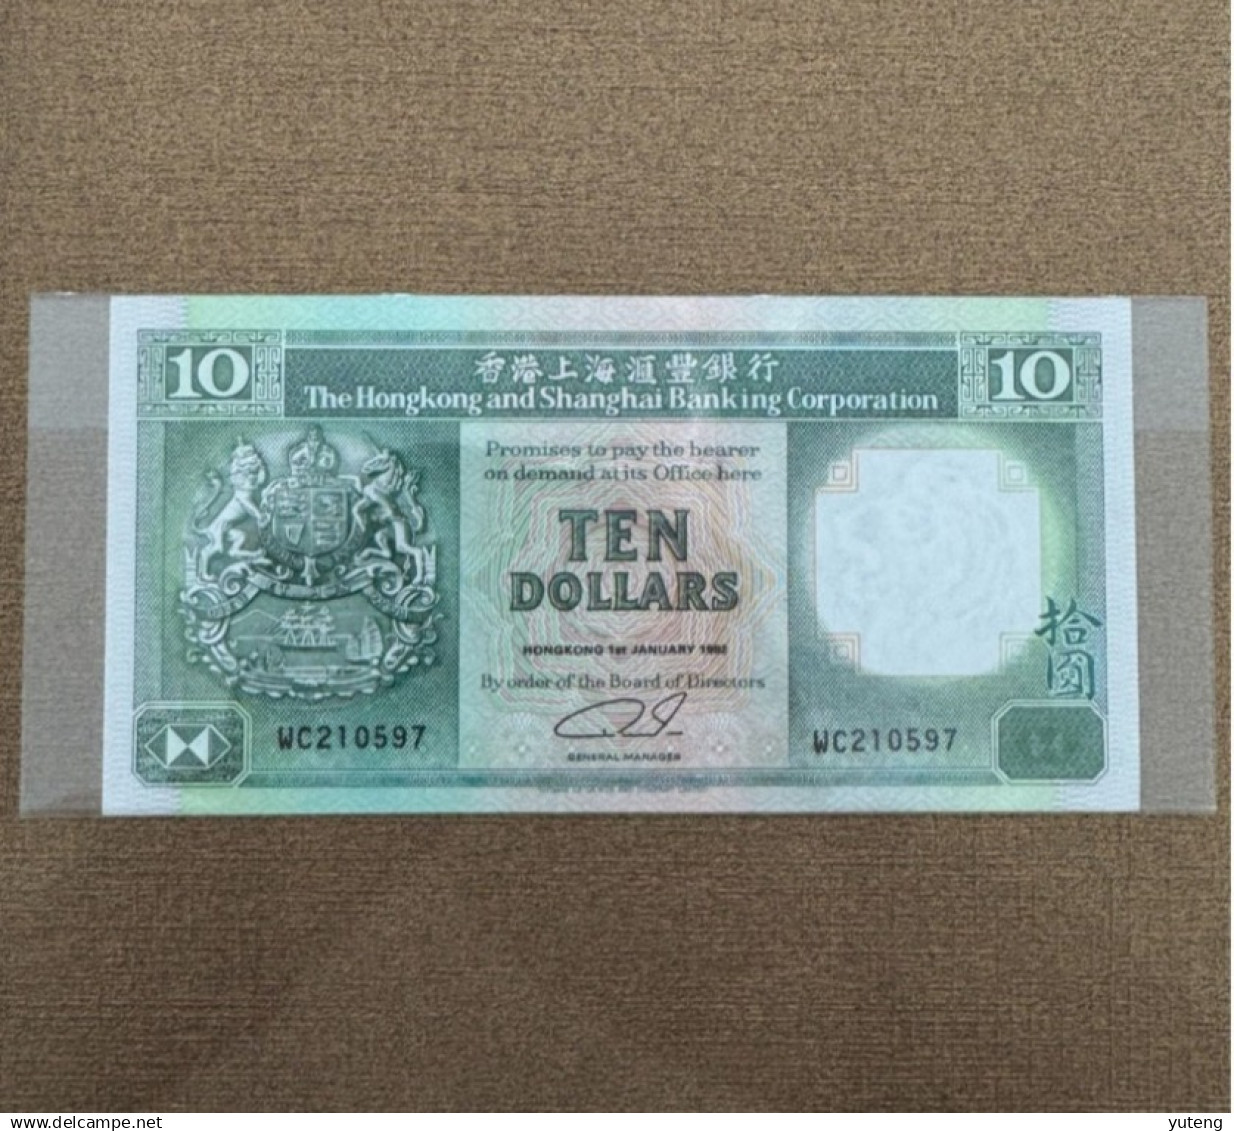 10
香港上海滙豐銀行
10
The Hongkong and Shanghai Banking Corporation
Promises to pay the bearer
on demand at its Office here
TEN
DOLLARS
HONGKONG 1st JANUARY 1992
By order of the Board of Directors
GENERAL MANAGER
拾
圓
WC210597
WC210597
www.delcampe.net
yuteng